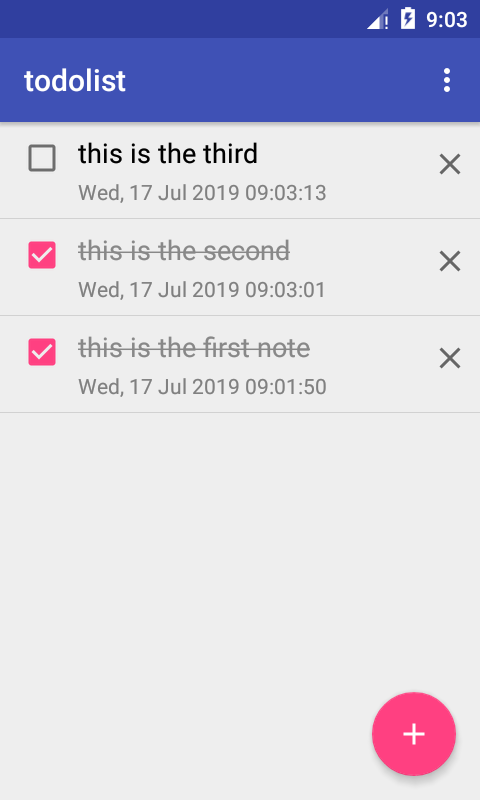 9:03
todolist
this is the third
Wed, 17 Jul 2019 09:03:13
this is the second
Wed, 17 Jul 2019 09:03:01
this is the first note
Wed, 17 Jul 2019 09:01:50